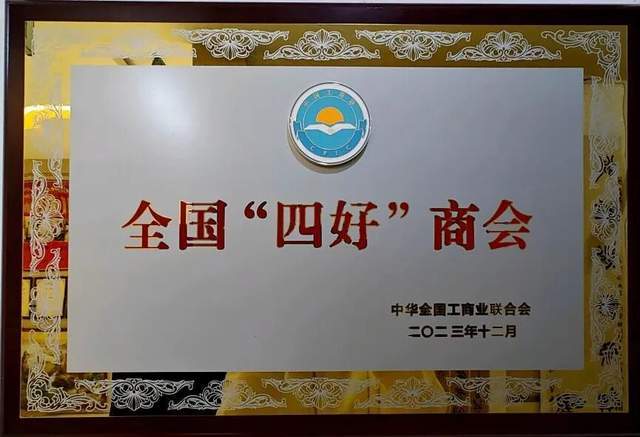 全国“四好”商会
中华全国工商业联合会
二〇二三年十二月